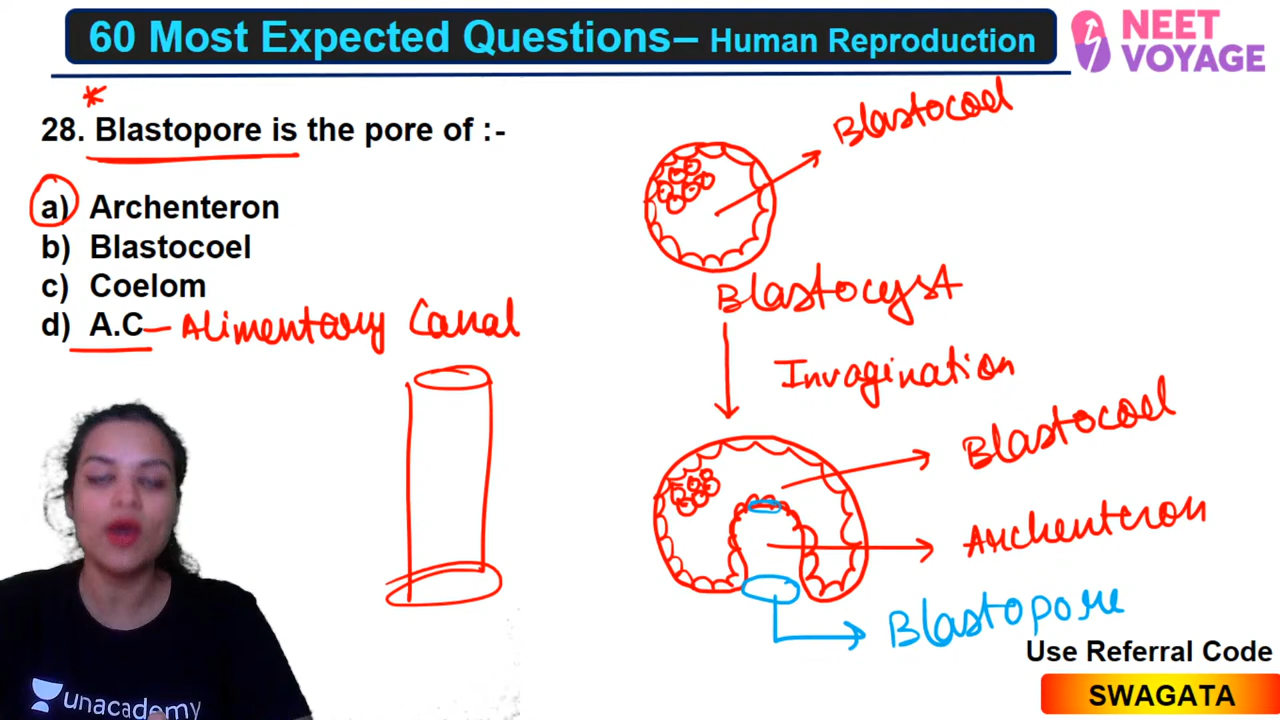 60 Most Expected Questions– Human Reproduction
NEET
VOYAGE
28. Blastopore is the pore of :-
a) Archenteron
b) Blastocoel
c) Coelom
d) A.C – Alimentary Canal
Blastocoel
Blastocyst
Invagination
Blastocoel
Archenteron
Blastopore
unacademy
Use Referral Code
SWAGATA